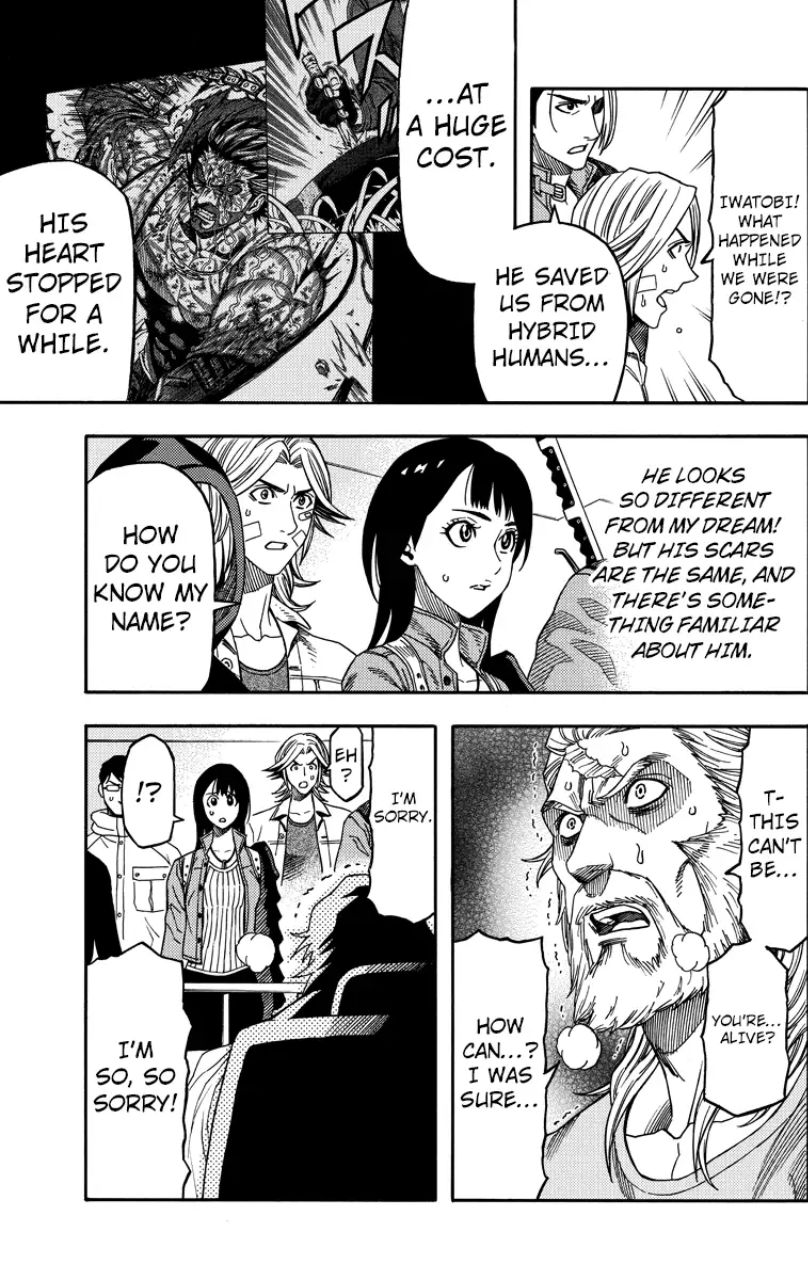 IWATOBI!
WHAT
HAPPENED
WHILE
WE WERE
GONE!?
HE SAVED
US FROM
HYBRID
HUMANS...
...AT
A HUGE
COST.
HIS
HEART
STOPPED
FOR A
WHILE.
HE LOOKS
SO DIFFERENT
FROM MY DREAM!
BUT HIS SCARS
ARE THE SAME, AND
THERE'S SOME-
THING FAMILIAR
ABOUT HIM.
HOW
DO YOU
KNOW MY
NAME?
T-
THIS
CAN'T
BE...
YOU'RE...
ALIVE?
HOW
CAN...?
I WAS
SURE...
I'M
SORRY.
EH
?
!?
I'M
SO, SO
SORRY!